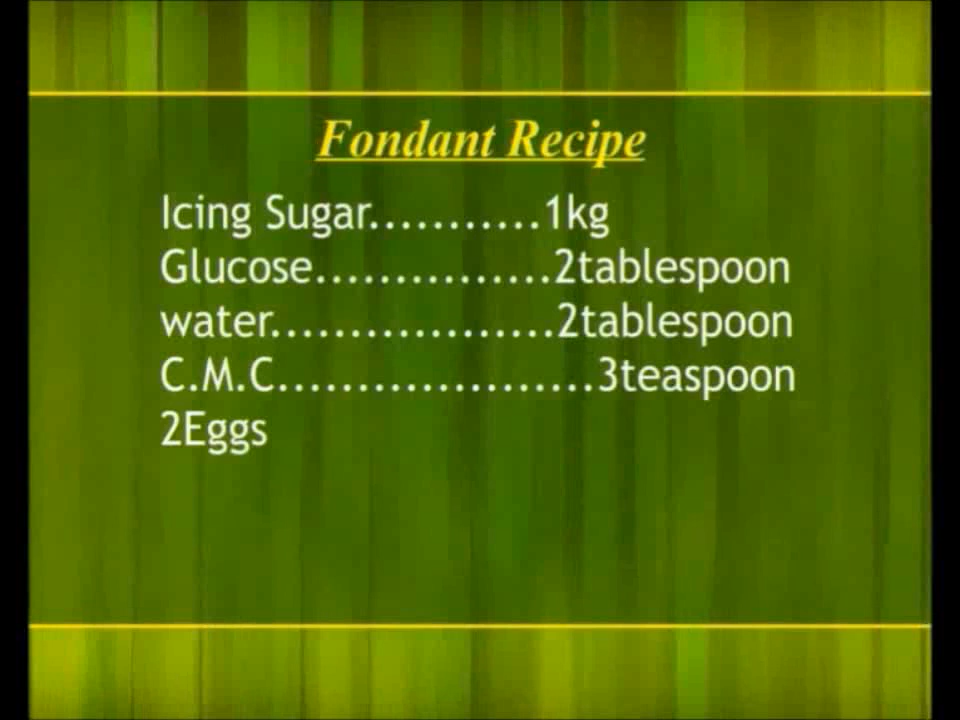 Fondant Recipe
Icing Sugar...........1kg
Glucose...............2tablespoon
water..................2tablespoon
C.M.C....................3teaspoon
2Eggs